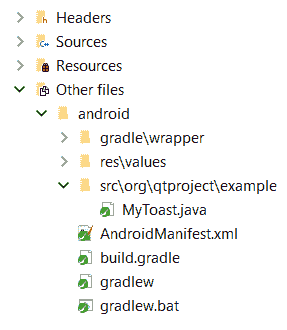 Headers
Sources
Resources
Other files
android
gradle\wrapper
res\values
src\org\qtproject\example
MyToast.java
AndroidManifest.xml
build.gradle
gradlew
gradlew.bat